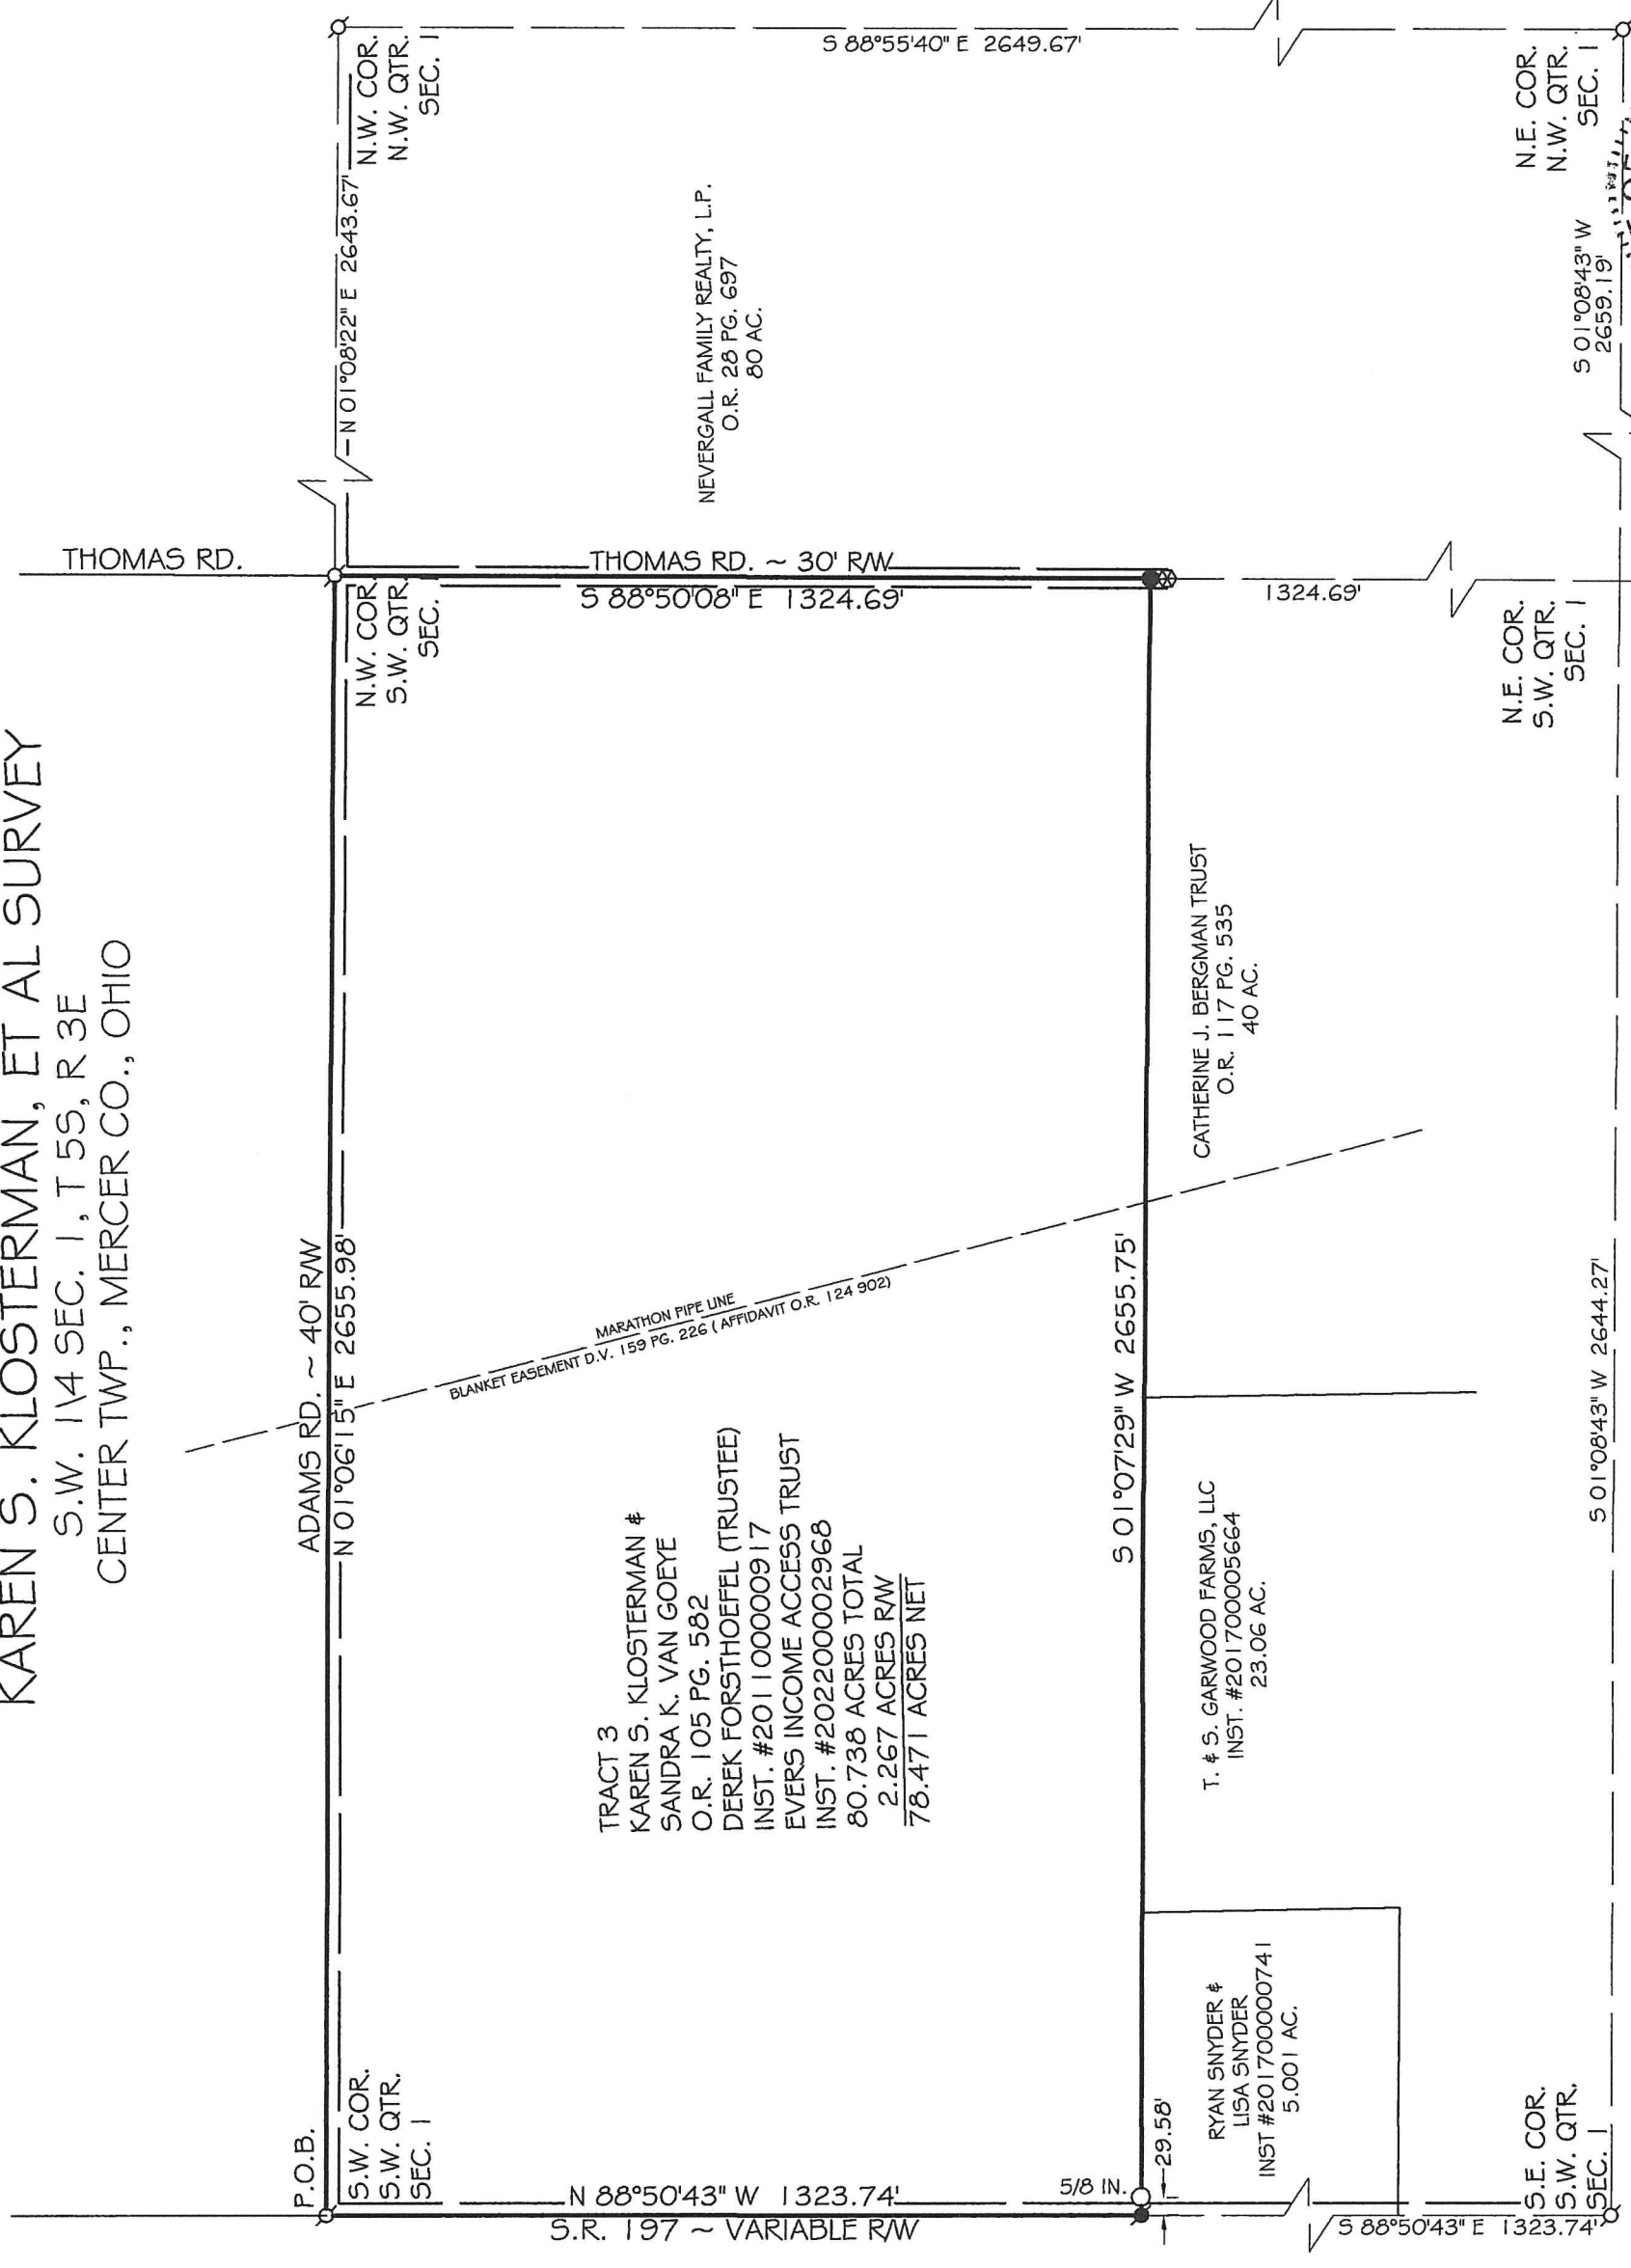 KAREN S. KLOSTERMAN, ET AL SURVEY
S.W. 1\4 SEC. 1, T 5S, R 3E
CENTER TWP., MERCER CO., OHIO
THOMAS RD.
N 01°08'22" E 2643.67'
N.W. COR.
N.W. QTR.
SEC. 1
S 88°55'40" E 2649.67'
N.E. COR.
N.W. QTR.
SEC. 1
S 01°08'43" W
2659.19'
NEVERGALL FAMILY REALTY, L.P.
O.R. 28 PG. 697
80 AC.
THOMAS RD. ~ 30' R/W
S 88°50'08" E 1324.69'
1324.69'
N.W. COR.
S.W. QTR.
SEC. 1
N.E. COR.
S.W. QTR.
SEC. 1
ADAMS RD. ~ 40' R/W
N 01°06'15" E 2655.98'
MARATHON PIPE LINE
BLANKET EASEMENT D.V. 159 PG. 226 ( AFFIDAVIT O.R. 124 902)
TRACT 3
KAREN S. KLOSTERMAN &
SANDRA K. VAN GOEYE
O.R. 105 PG. 582
DEREK FORSTHOEFEL (TRUSTEE)
INST. #201100000917
EVERS INCOME ACCESS TRUST
INST. #202200002968
80.738 ACRES TOTAL
2.267 ACRES R/W
78.471 ACRES NET
S 01°07'29" W 2655.75'
CATHERINE J. BERGMAN TRUST
O.R. 117 PG. 535
40 AC.
T. & S. GARWOOD FARMS, LLC
INST. #201700005664
23.06 AC.
RYAN SNYDER &
LISA SNYDER
INST #201700000741
5.001 AC.
S 01°08'43" W 2644.27'
P.O.B.
S.W. COR.
S.W. QTR.
SEC. 1
N 88°50'43" W 1323.74'
S.R. 197 ~ VARIABLE R/W
5/8 IN.
29.58'
S.E. COR.
S.W. QTR.
SEC. 1
S 88°50'43" E 1323.74'